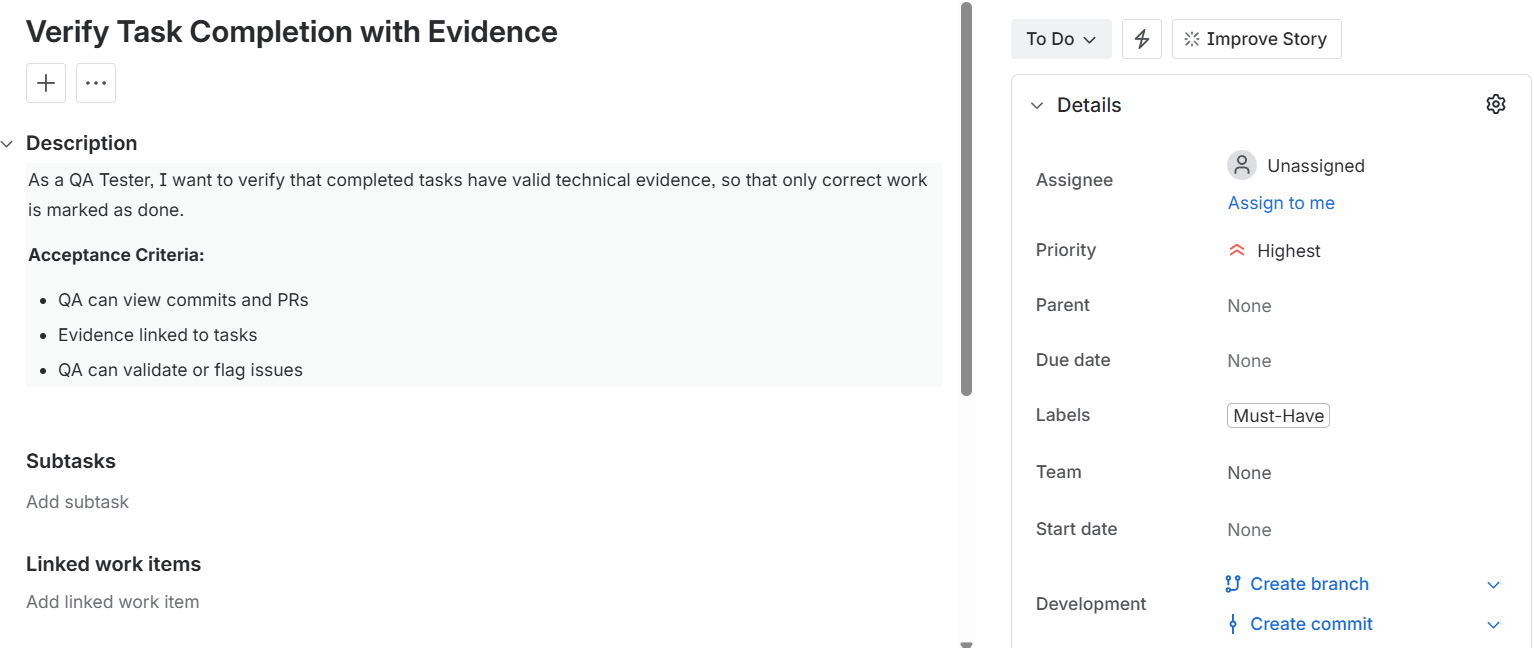 Verify Task Completion with Evidence
Description
As a QA Tester, I want to verify that completed tasks have valid technical evidence, so that only correct work
is marked as done.
Acceptance Criteria:
QA can view commits and PRs
Evidence linked to tasks
QA can validate or flag issues
Subtasks
Add subtask
Linked work items
Add linked work item
To Do
Improve Story
Details
Assignee
Unassigned
Assign to me
Priority
Highest
Parent
None
Due date
None
Labels
Must-Have
Team
None
Start date
None
Development
Create branch
Create commit